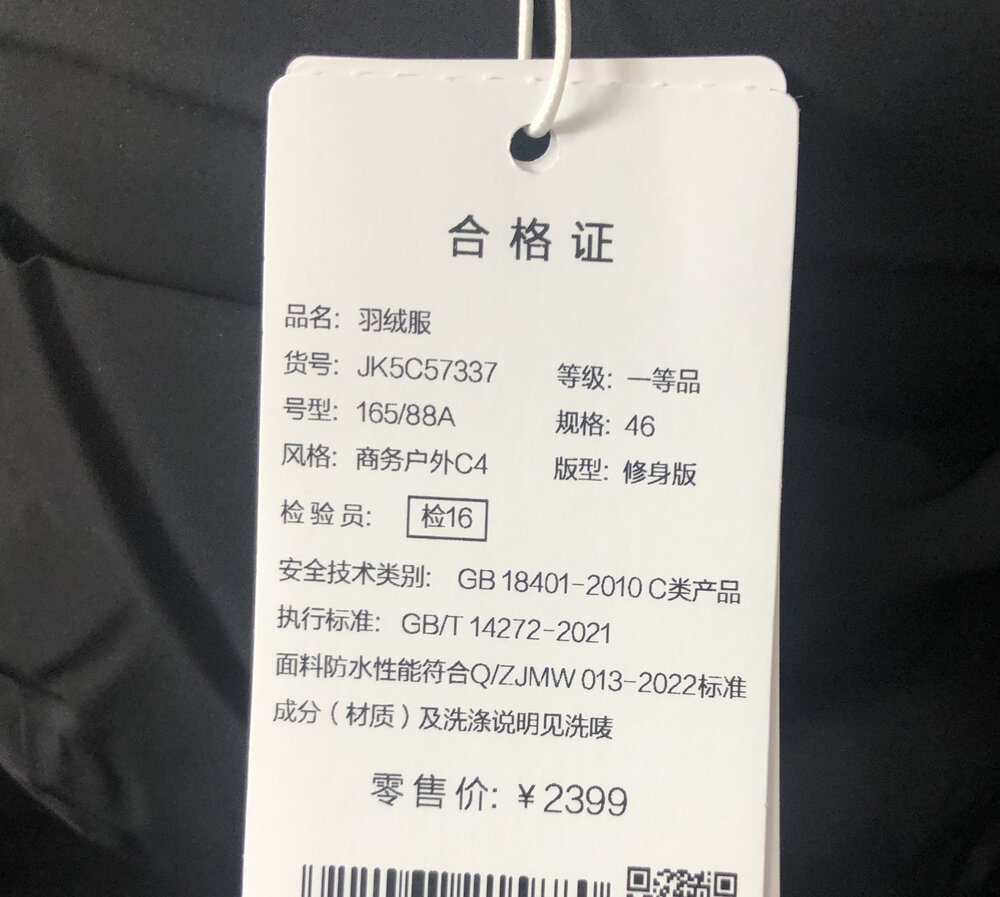 合格证
品名: 羽绒服
货号: JK5C57337 等级: 一等品
号型: 165/88A 规格: 46
风格: 商务户外C4 版型: 修身版
检验员: 检16
安全技术类别: GB 18401-2010 C类产品
执行标准: GB/T 14272-2021
面料防水性能符合Q/ZJMW 013-2022标准
成分(材质)及洗涤说明见洗唛
零售价: ¥2399